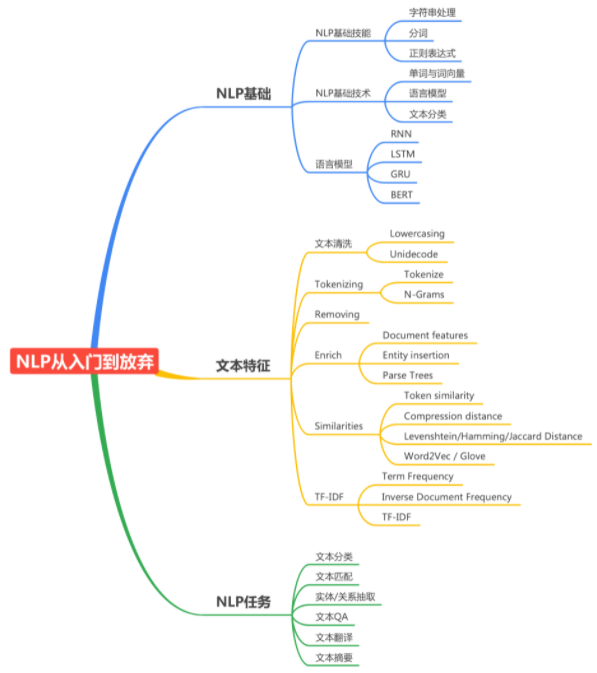 NLP从入门到放弃
NLP基础
NLP基础技能
字符串处理
分词
正则表达式
NLP基础技术
单词与词向量
语言模型
文本分类
语言模型
RNN
LSTM
GRU
BERT
文本特征
文本清洗
Lowercasing
Unidecode
Tokenizing
Tokenize
N-Grams
Removing
Enrich
Document features
Entity insertion
Parse Trees
Similarities
Token similarity
Compression distance
Levenshtein/Hamming/Jaccard Distance
Word2Vec / Glove
TF-IDF
Term Frequency
Inverse Document Frequency
TF-IDF
NLP任务
文本分类
文本匹配
实体/关系抽取
文本QA
文本翻译
文本摘要